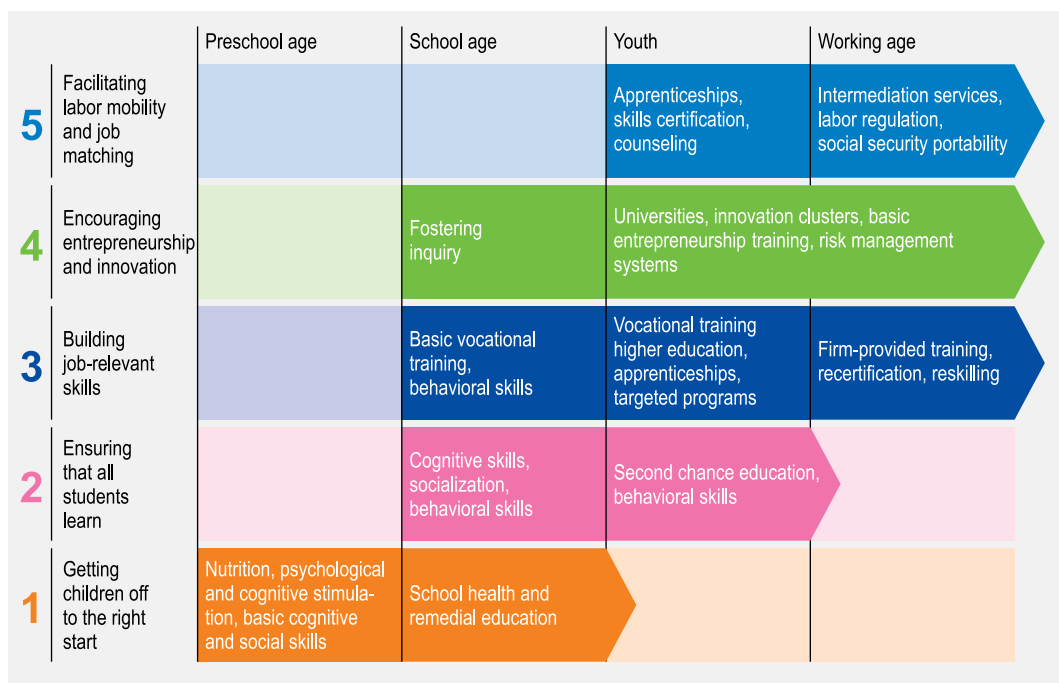 Preschool age
School age
Youth
Working age
5
Facilitating
labor mobility
and job
matching
Apprenticeships,
skills certification,
counseling
Intermediation services,
labor regulation,
social security portability
4
Encouraging
entrepreneurship
and innovation
Fostering
inquiry
Universities, innovation clusters, basic
entrepreneurship training, risk management
systems
3
Building
job-relevant
skills
Basic vocational
training,
behavioral skills
Vocational training
higher education,
apprenticeships,
targeted programs
Firm-provided training,
recertification, reskilling
2
Ensuring
that all
students
learn
Cognitive skills,
socialization,
behavioral skills
Second chance education,
behavioral skills
1
Getting
children off
to the right
start
Nutrition, psychological
and cognitive stimula-
tion, basic cognitive
and social skills
School health and
remedial education